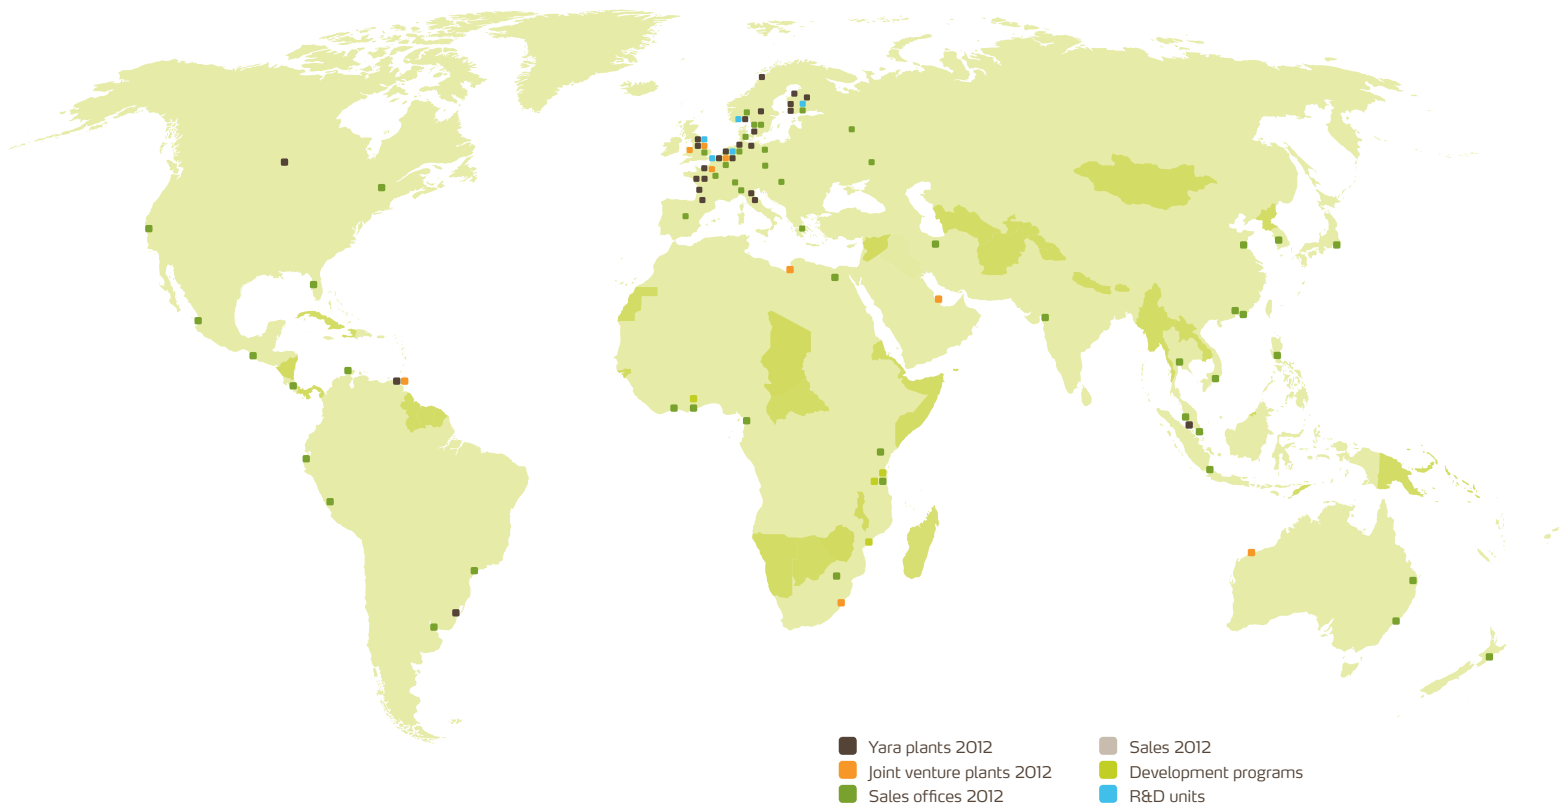 Yara plants 2012
Joint venture plants 2012
Sales offices 2012
Sales 2012
Development programs
R&D units